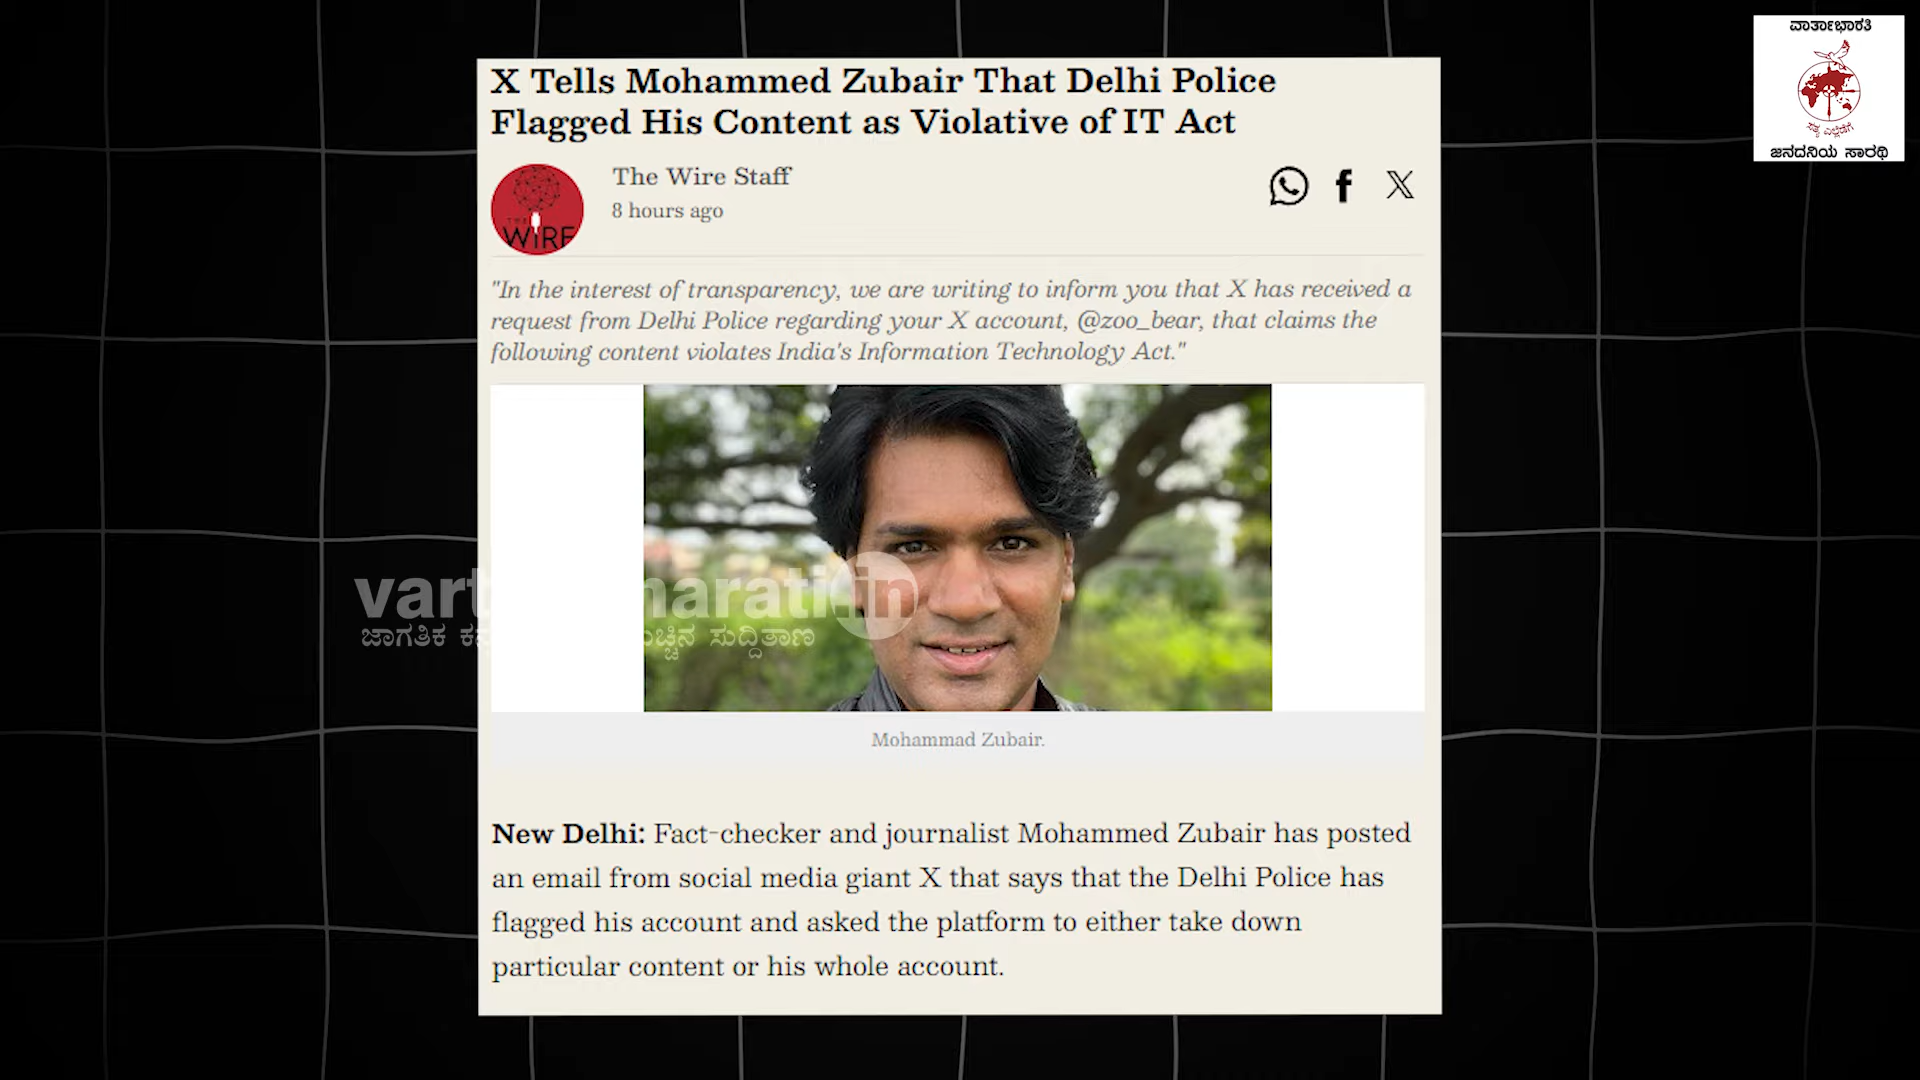 ವಾರ್ತಾಭಾರತಿ
ಸತ್ಯ ಎಲ್ಲೆಡೆಗೆ
ಜನದನಿಯ ಸಾರಥಿ
X Tells Mohammed Zubair That Delhi Police
Flagged His Content as Violative of IT Act
The Wire Staff
8 hours ago
THE
WIRE
"In the interest of transparency, we are writing to inform you that X has received a
request from Delhi Police regarding your X account, @zoo_bear, that claims the
following content violates India's Information Technology Act."
ಜಾಗತಿಕ
ಸುದ್ದಿತಾಣ
Mohammad Zubair.
New Delhi: Fact-checker and journalist Mohammed Zubair has posted
an email from social media giant X that says that the Delhi Police has
flagged his account and asked the platform to either take down
particular content or his whole account.